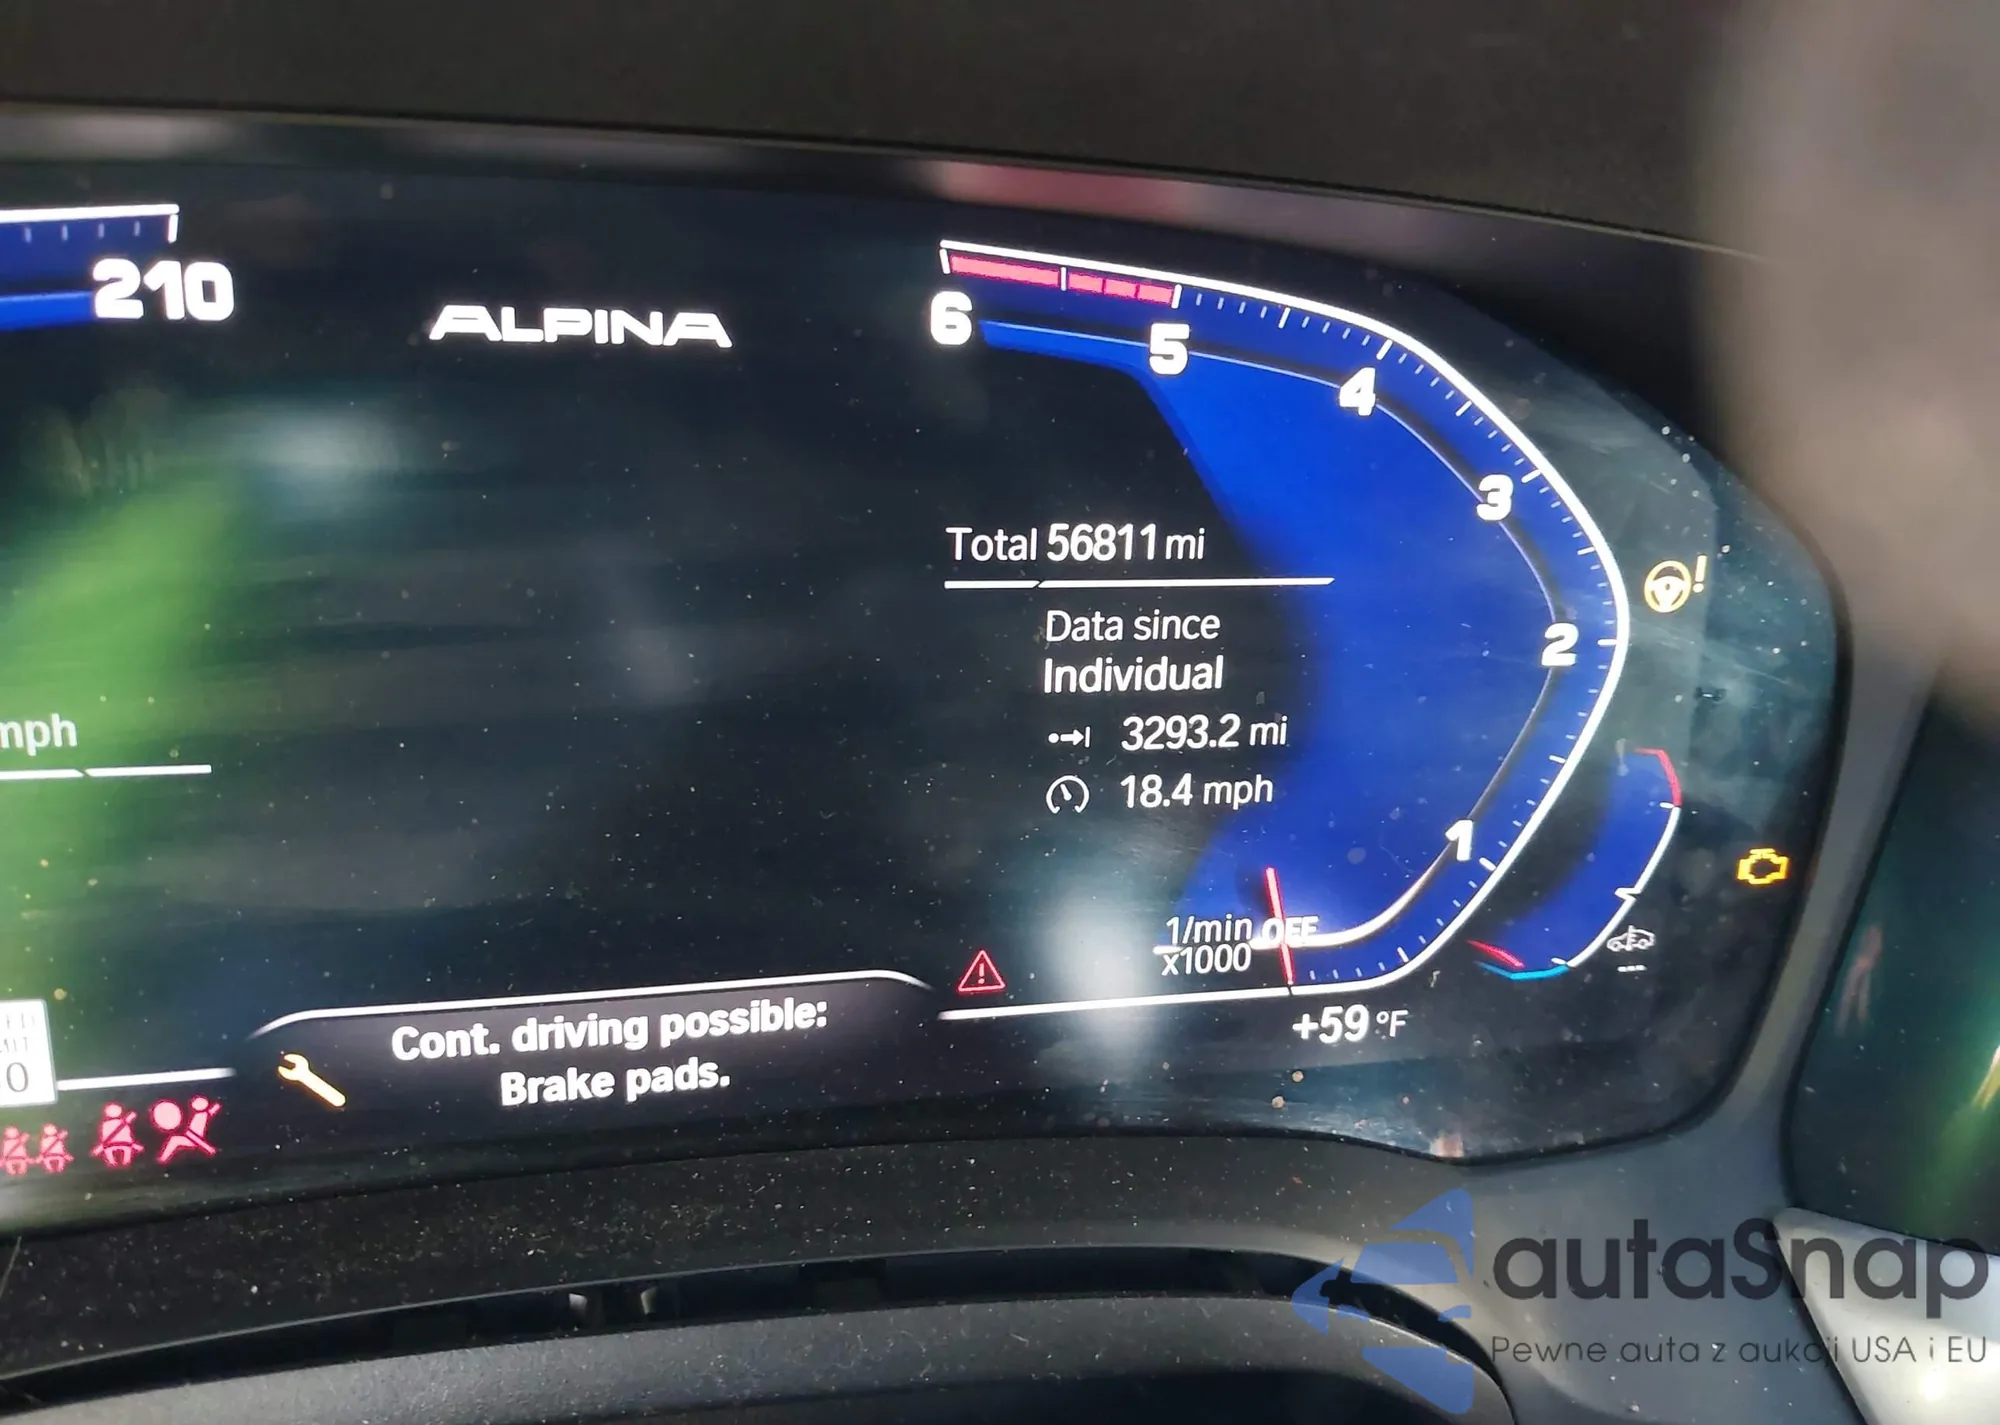 210
ALPINA
6
5
4
3
2
1
Total 56811 mi
Data since
Individual
3293.2 mi
18.4 mph
mph
1/min OFF
x1000
+59 °F
Cont. driving possible:
Brake pads.
autaSnap
Pewne auta z aukcji USA i EU